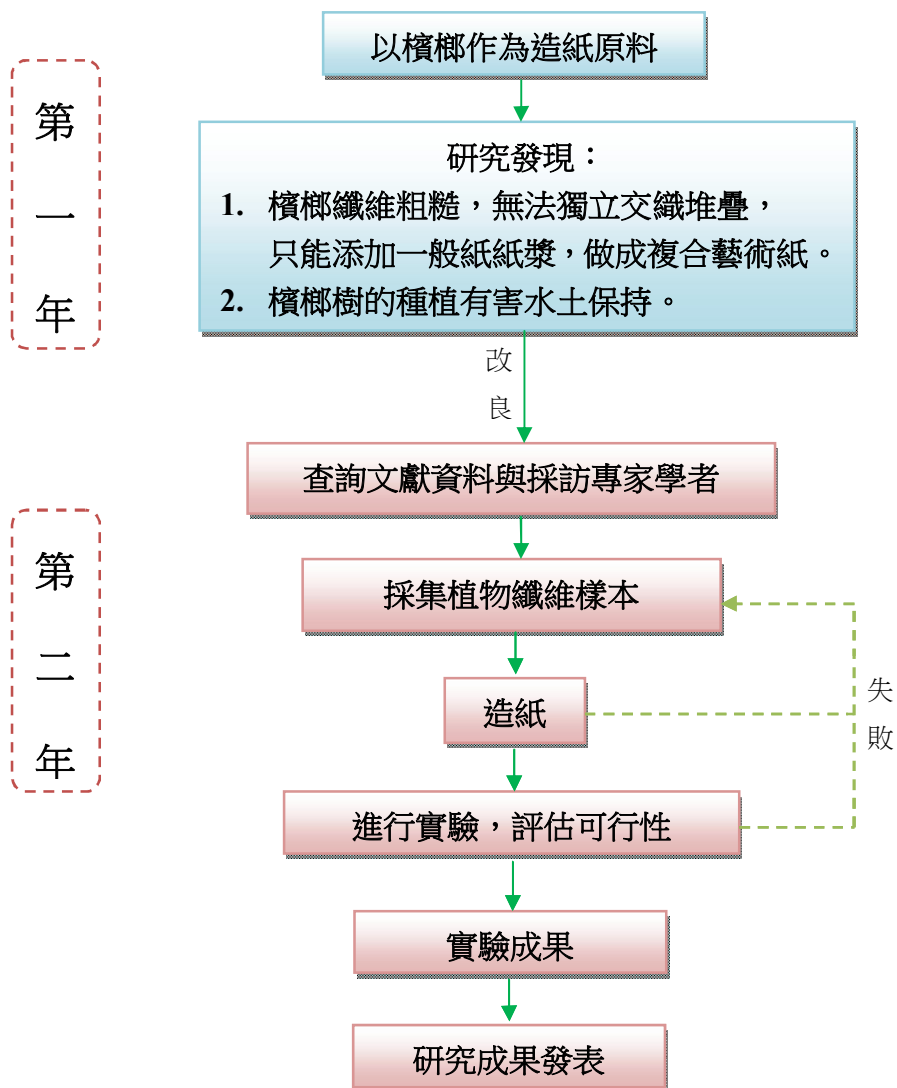 以檳榔作為造紙原料
第一年
研究發現：
1. 檳榔纖維粗糙，無法獨立交織堆疊，
只能添加一般紙紙漿，做成複合藝術紙。
2. 檳榔樹的種植有害水土保持。
改良
查詢文獻資料與採訪專家學者
第二年
採集植物纖維樣本
造紙
失敗
進行實驗，評估可行性
實驗成果
研究成果發表